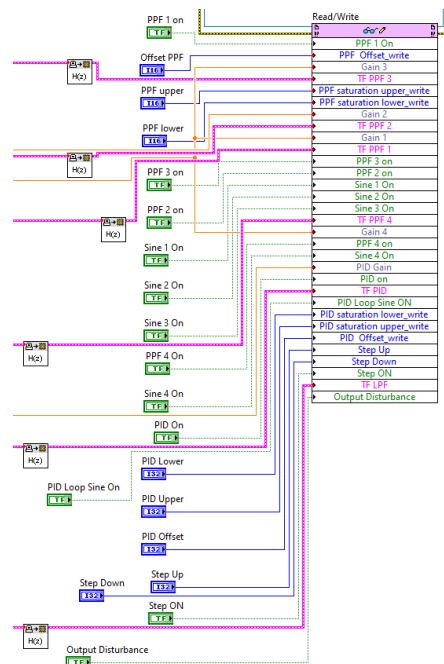 Read/Write
PPF 1 on
TF
PPF 1 On
Offset PPF
I16
PPF Offset_write
Gain 3
H(z)
TF PPF 3
PPF upper
I16
PPF saturation upper_write
PPF saturation lower_write
Gain 2
PPF lower
I16
TF PPF 2
Gain 1
H(z)
TF PPF 1
PPF 3 on
TF
PPF 3 on
PPF 2 on
Sine 1 On
Sine 2 On
PPF 2 on
TF
Sine 3 On
H(z)
TF PPF 4
Gain 4
Sine 1 On
TF
PPF 4 on
Sine 4 On
PID Gain
PID on
Sine 2 On
TF
TF PID
PID Loop Sine ON
PID saturation lower_write
Sine 3 On
TF
PID saturation upper_write
PID Offset_write
Step Up
H(z)
PPF 4 On
TF
Step Down
Step ON
TF LPF
Sine 4 On
TF
Output Disturbance
PID On
TF
H(z)
PID Lower
I32
PID Loop Sine On
TF
PID Upper
I32
PID Offset
I32
Step Down
I32
Step Up
I32
Step ON
TF
H(z)
Output Disturbance
TF